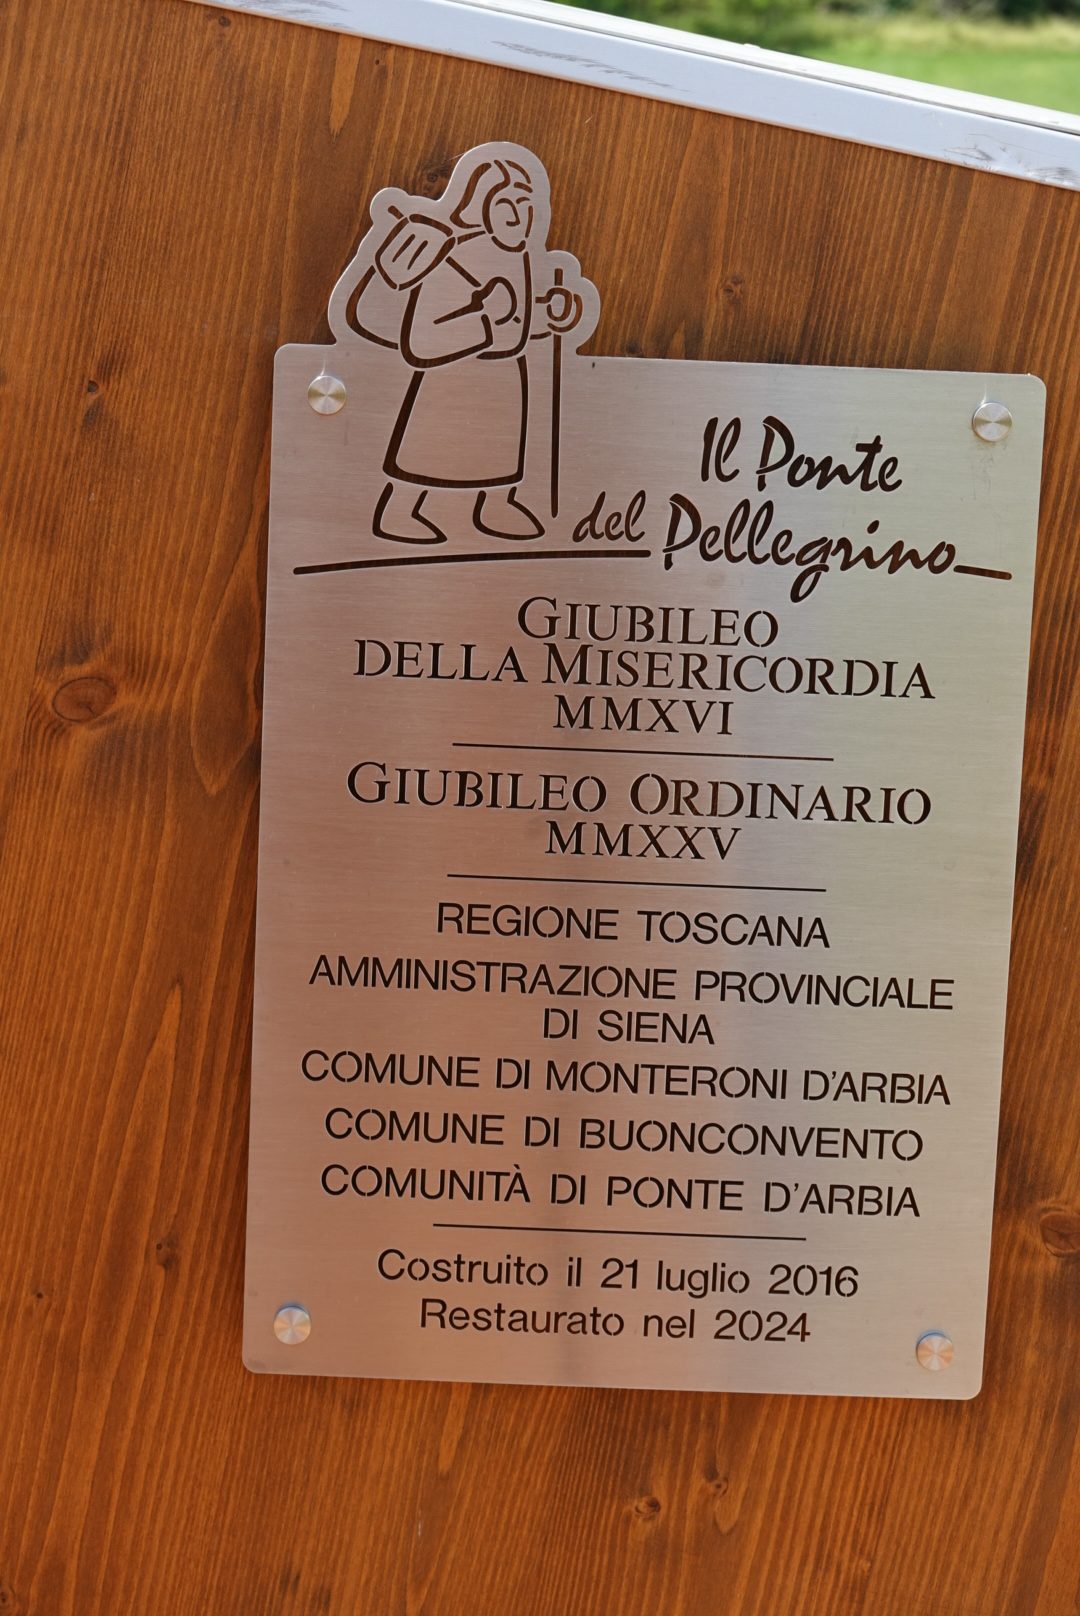 Il Ponte
del Pellegrino
GIUBILEO
DELLA MISERICORDIA
MMXVI
GIUBILEO ORDINARIO
MMXXV
REGIONE TOSCANA
AMMINISTRAZIONE PROVINCIALE
DI SIENA
COMUNE DI MONTERONI D'ARBIA
COMUNE DI BUONCONVENTO
COMUNITÀ DI PONTE D'ARBIA
Costruito il 21 luglio 2016
Restaurato nel 2024